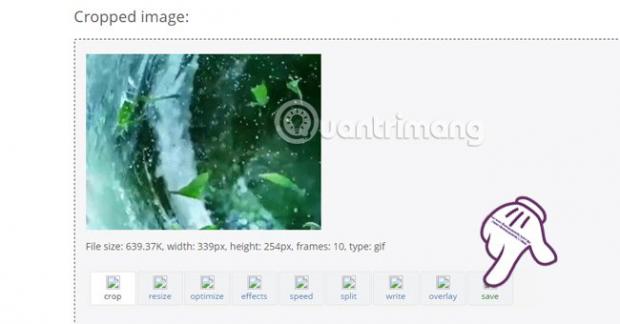 Cropped image:
uantrimang
File size: 639.37K, width: 339px, height: 254px, frames: 10, type: gif
crop resize optimize effects speed split write overlay save